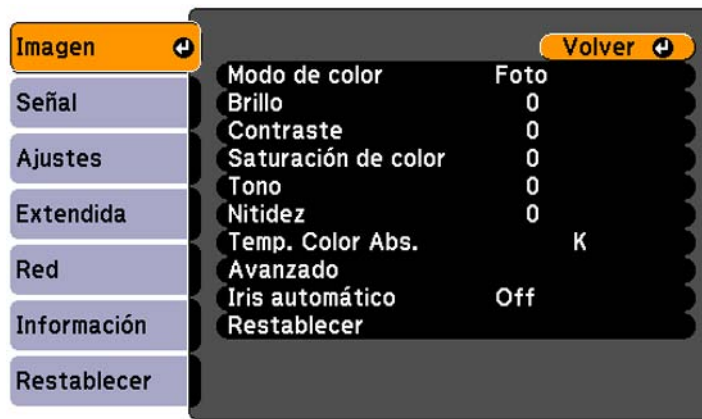 Imagen
Señal
Ajustes
Extendida
Red
Información
Restablecer
Volver
Modo de color Foto
Brillo 0
Contraste 0
Saturación de color 0
Tono 0
Nitidez 0
Temp. Color Abs. K
Avanzado
Iris automático Off
Restablecer